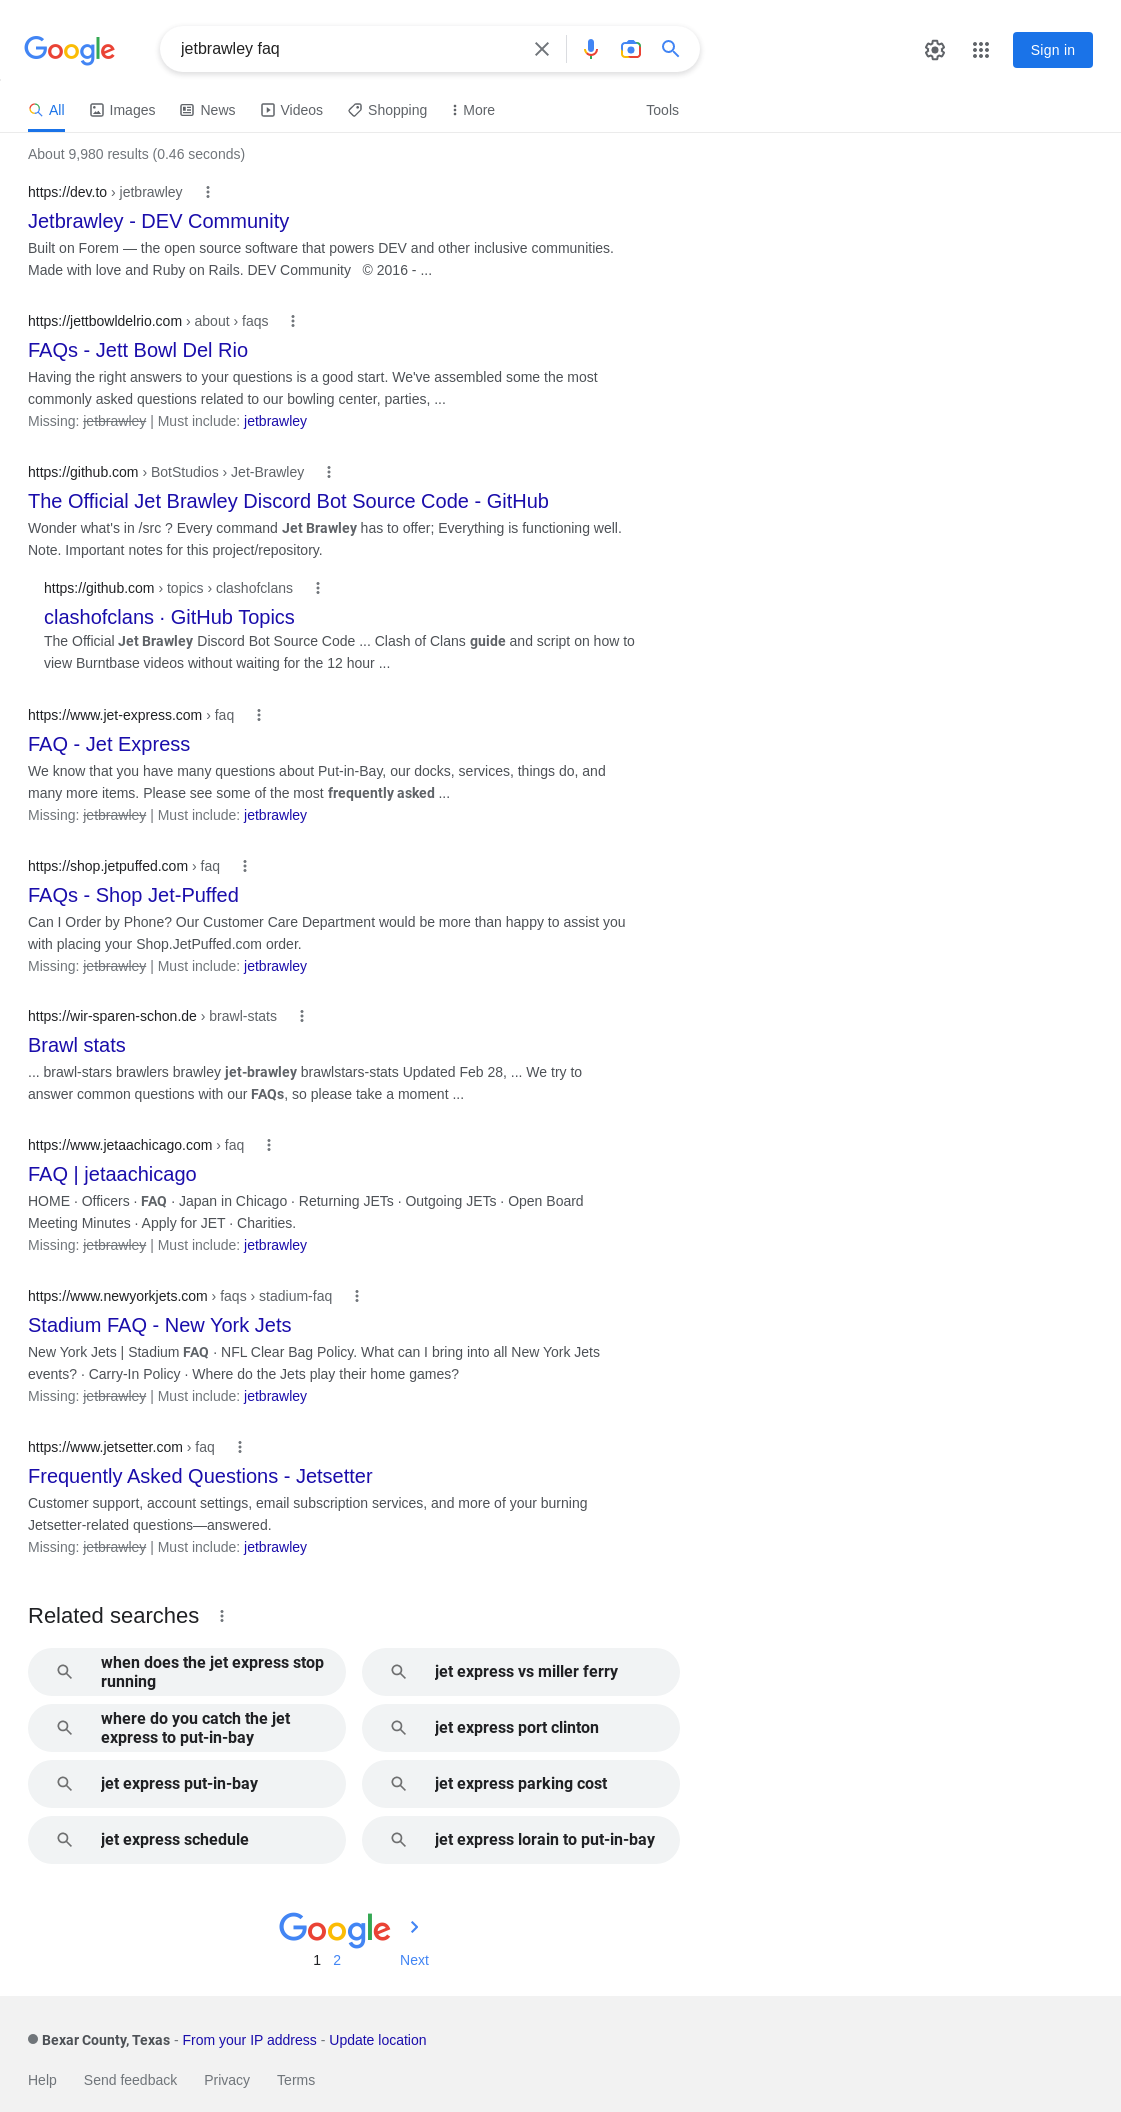 Google
jetbrawley faq
Sign in
All
Images
News
Videos
Shopping
More
Tools
About 9,980 results (0.46 seconds)
https://dev.to › jetbrawley
Jetbrawley - DEV Community
Built on Forem — the open source software that powers DEV and other inclusive communities.
Made with love and Ruby on Rails. DEV Community © 2016 - ...
https://jettbowldelrio.com › about › faqs
FAQs - Jett Bowl Del Rio
Having the right answers to your questions is a good start. We've assembled some the most
commonly asked questions related to our bowling center, parties, ...
Missing: jetbrawley | Must include: jetbrawley
https://github.com › BotStudios › Jet-Brawley
The Official Jet Brawley Discord Bot Source Code - GitHub
Wonder what's in /src ? Every command Jet Brawley has to offer; Everything is functioning well.
Note. Important notes for this project/repository.
https://github.com › topics › clashofclans
clashofclans · GitHub Topics
The Official Jet Brawley Discord Bot Source Code ... Clash of Clans guide and script on how to
view Burntbase videos without waiting for the 12 hour ...
https://www.jet-express.com › faq
FAQ - Jet Express
We know that you have many questions about Put-in-Bay, our docks, services, things do, and
many more items. Please see some of the most frequently asked ...
Missing: jetbrawley | Must include: jetbrawley
https://shop.jetpuffed.com › faq
FAQs - Shop Jet-Puffed
Can I Order by Phone? Our Customer Care Department would be more than happy to assist you
with placing your Shop.JetPuffed.com order.
Missing: jetbrawley | Must include: jetbrawley
https://wir-sparen-schon.de › brawl-stats
Brawl stats
... brawl-stars brawlers brawley jet-brawley brawlstars-stats Updated Feb 28, ... We try to
answer common questions with our FAQs, so please take a moment ...
https://www.jetaachicago.com › faq
FAQ | jetaachicago
HOME · Officers · FAQ · Japan in Chicago · Returning JETs · Outgoing JETs · Open Board
Meeting Minutes · Apply for JET · Charities.
Missing: jetbrawley | Must include: jetbrawley
https://www.newyorkjets.com › faqs › stadium-faq
Stadium FAQ - New York Jets
New York Jets | Stadium FAQ · NFL Clear Bag Policy. What can I bring into all New York Jets
events? · Carry-In Policy · Where do the Jets play their home games?
Missing: jetbrawley | Must include: jetbrawley
https://www.jetsetter.com › faq
Frequently Asked Questions - Jetsetter
Customer support, account settings, email subscription services, and more of your burning
Jetsetter-related questions—answered.
Missing: jetbrawley | Must include: jetbrawley
Related searches
when does the jet express stop
running
jet express vs miller ferry
where do you catch the jet
express to put-in-bay
jet express port clinton
jet express put-in-bay
jet express parking cost
jet express schedule
jet express lorain to put-in-bay
Google
1 2 Next
Bexar County, Texas - From your IP address - Update location
Help Send feedback Privacy Terms